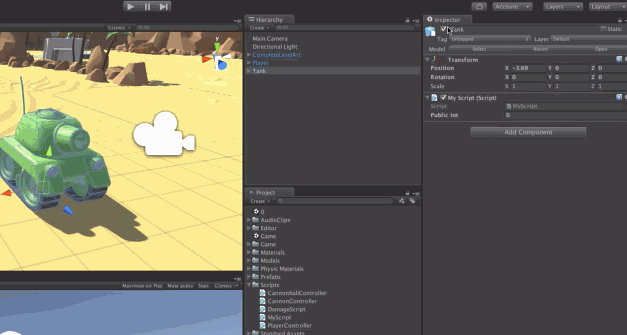 Account
Layers
Layout
Gizmos
All
y
Maximize on Play
Mute audio
Stats
Gizmos
Hierarchy
Create
All
Main Camera
Directional Light
CompleteLevelArt
Player
Tank
Project
Create
0
AudioClips
Editor
Game
Game
Materials
Models
Physic Materials
Prefabs
Scripts
CannonballController
CannonController
DamageScript
MyScript
PlayerController
Standard Assets
Inspector
Tank
Static
Tag Untagged Layer Default
Model Select Revert Open
Transform
Position X -3.69 Y 0 Z 0
Rotation X 0 Y 0 Z 0
Scale X 1 Y 1 Z 1
My Script (Script)
Script MyScript
Public Int 0
Add Component